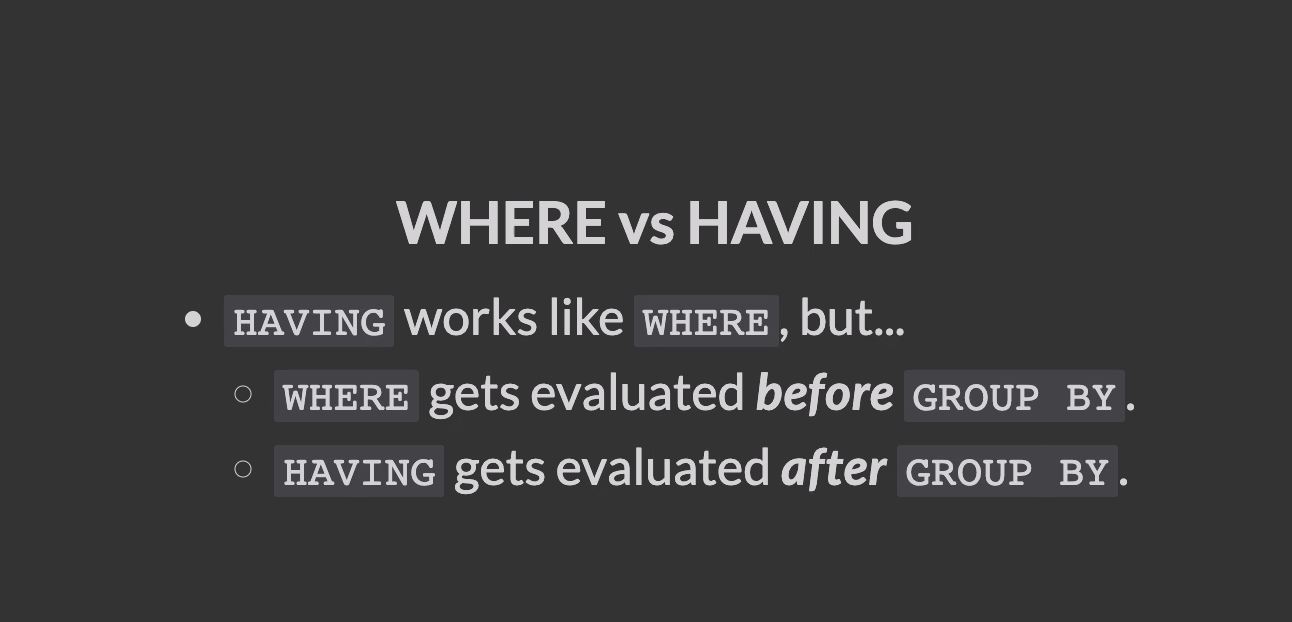 WHERE vs HAVING
HAVING works like WHERE, but...
WHERE gets evaluated before GROUP BY.
HAVING gets evaluated after GROUP BY.